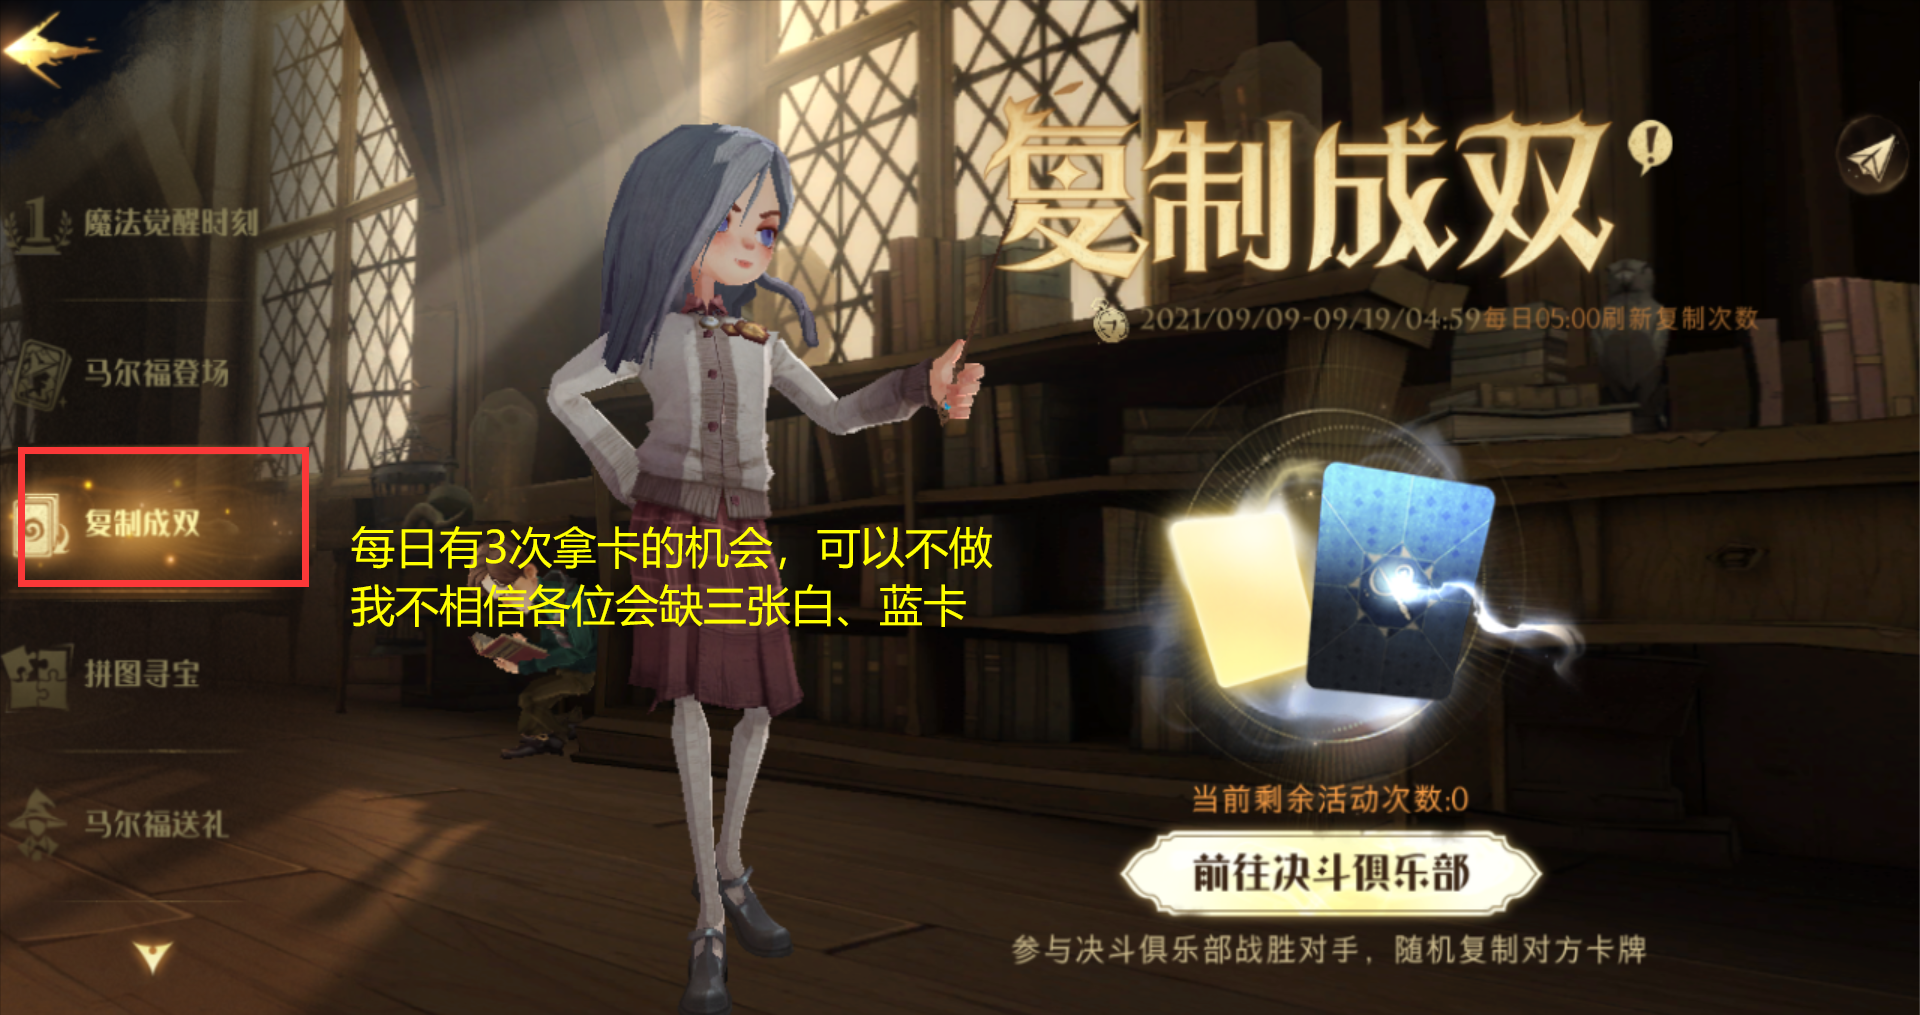 复制成双
2021/09/09-09/19/04:59每日05:00刷新复制次数
1 魔法觉醒时刻
马尔福登场
复制成双
拼图寻宝
马尔福送礼
每日有3次拿卡的机会，可以不做
我不相信各位会缺三张白、蓝卡
当前剩余活动次数:0
前往决斗俱乐部
参与决斗俱乐部战胜对手，随机复制对方卡牌